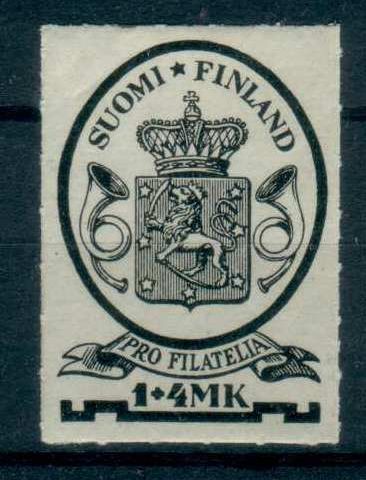 SUOMI ★ FINLAND
PRO FILATELIA
1+4MK